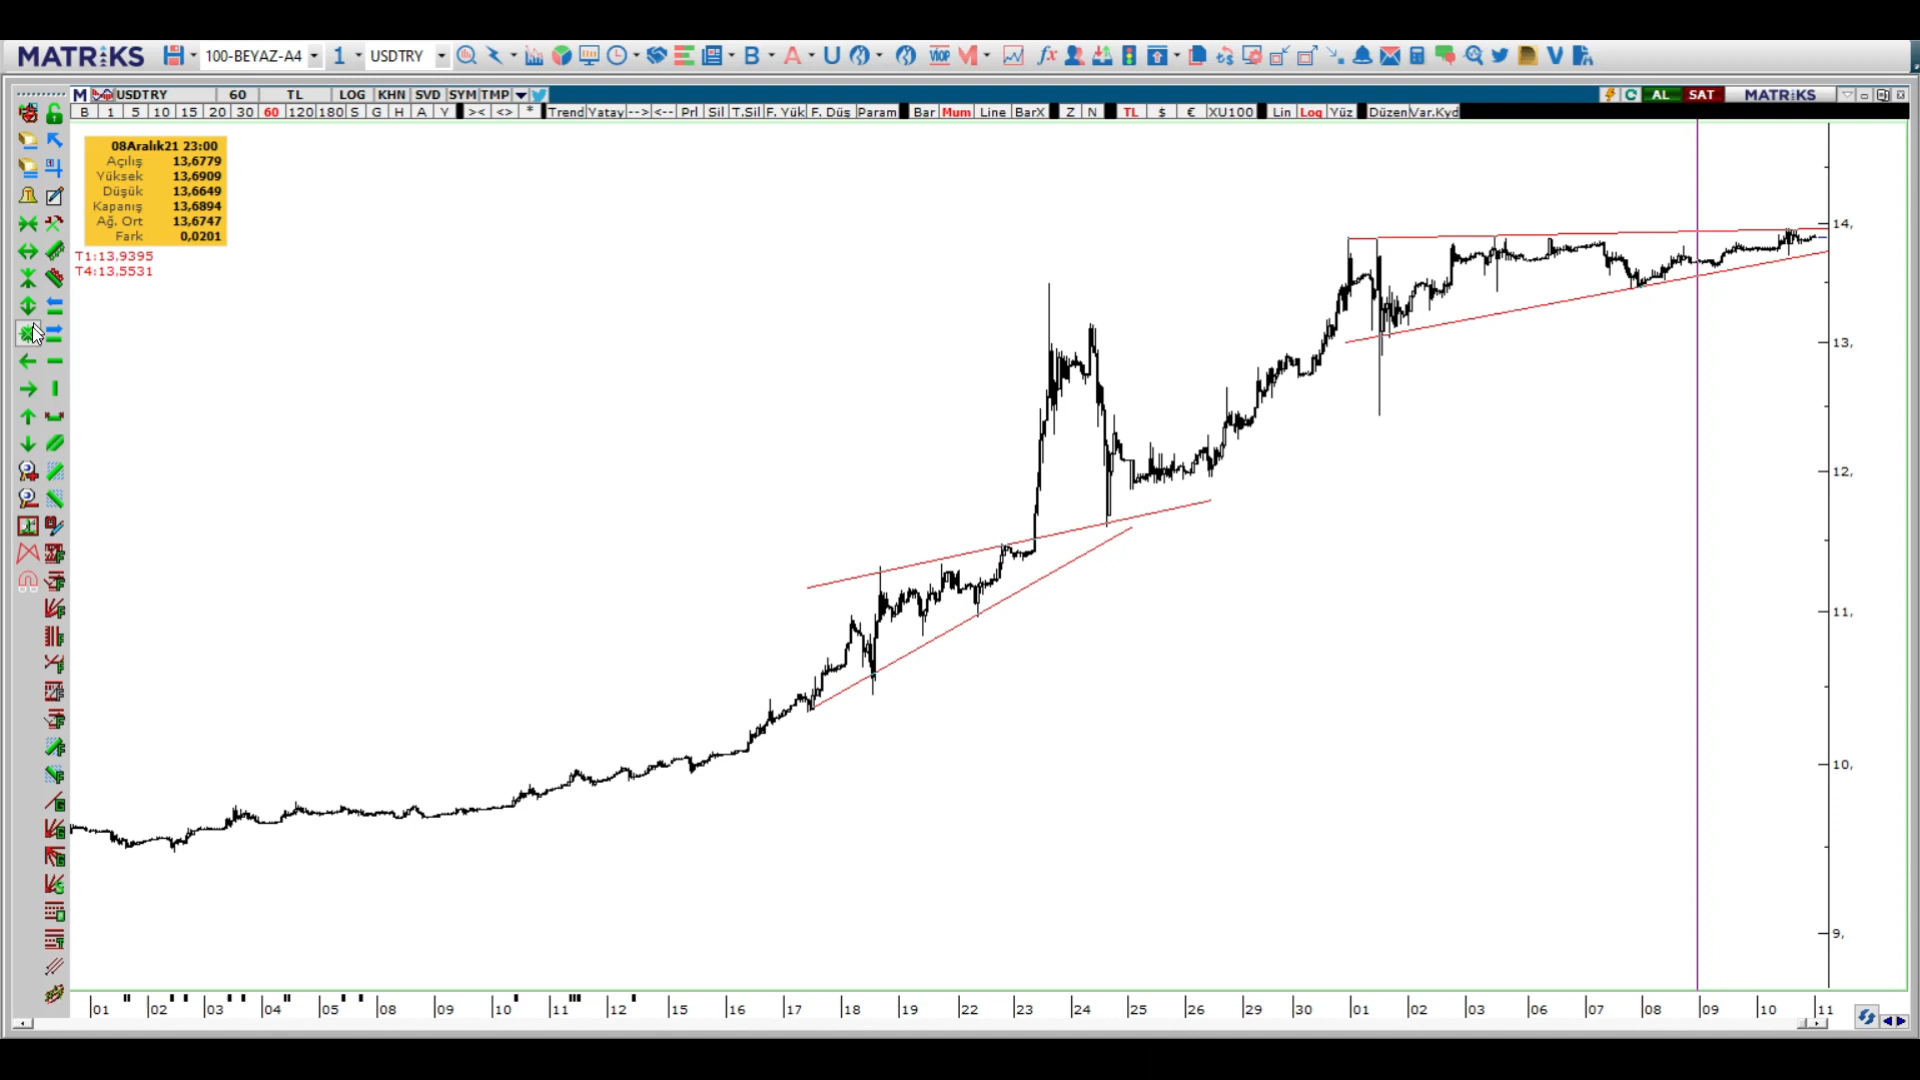 MATRİKS 100-BEYAZ-A4 1 USDTRY B A U VIOP M fx V
M USDTRY 60 TL LOG KHN SVD SYM TMP AL SAT MATRİKS
B 1 5 10 15 20 30 60 120 180 S G H A Y >< <> * Trend Yatay --> <-- Prl Sil T.Sil F. Yük F. Düş Param Bar Mum Line BarX Z N TL $ € XU100 Lin Log Yüz Düzen Var.Kyd
08Aralık21 23:00
Açılış 13,6779
Yüksek 13,6909
Düşük 13,6649
Kapanış 13,6894
Ağ. Ort 13,6747
Fark 0,0201
T1:13,9395
T4:13,5531
14,
13,
12,
11,
10,
9,
01 02 03 04 05 08 09 10 11 12 15 16 17 18 19 22 23 24 25 26 29 30 01 02 03 06 07 08 09 10 11